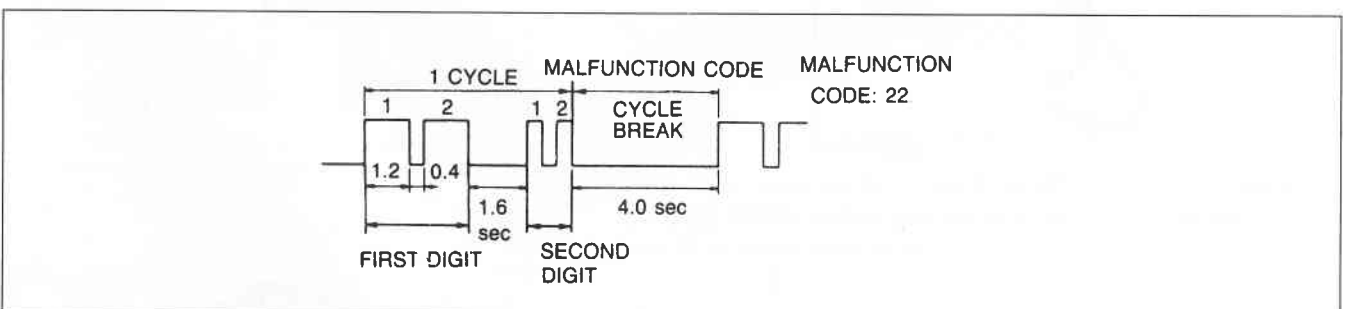 1 CYCLE
MALFUNCTION CODE
MALFUNCTION
CODE: 22
1 2
1 2
CYCLE
BREAK
1.2
0.4
1.6
sec
4.0 sec
FIRST DIGIT
SECOND
DIGIT